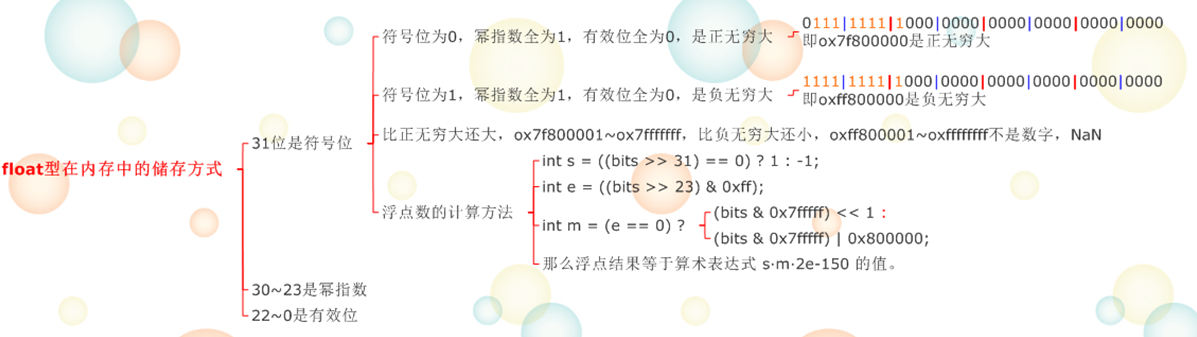 float型在内存中的储存方式
31位是符号位
符号位为0，幂指数全为1，有效位全为0，是正无穷大
0111|1111|1000|0000|0000|0000|0000|0000
即ox7f800000是正无穷大
符号位为1，幂指数全为1，有效位全为0，是负无穷大
1111|1111|1000|0000|0000|0000|0000|0000
即oxff800000是负无穷大
比正无穷大还大，ox7f800001~ox7fffffff，比负无穷大还小，oxff800001~oxffffffff不是数字，NaN
浮点数的计算方法
int s = ((bits >> 31) == 0) ? 1 : -1;
int e = ((bits >> 23) & 0xff);
int m = (e == 0) ?
(bits & 0x7fffff) << 1 :
(bits & 0x7fffff) | 0x800000;
那么浮点结果等于算术表达式 s·m·2e-150 的值。
30~23是幂指数
22~0是有效位